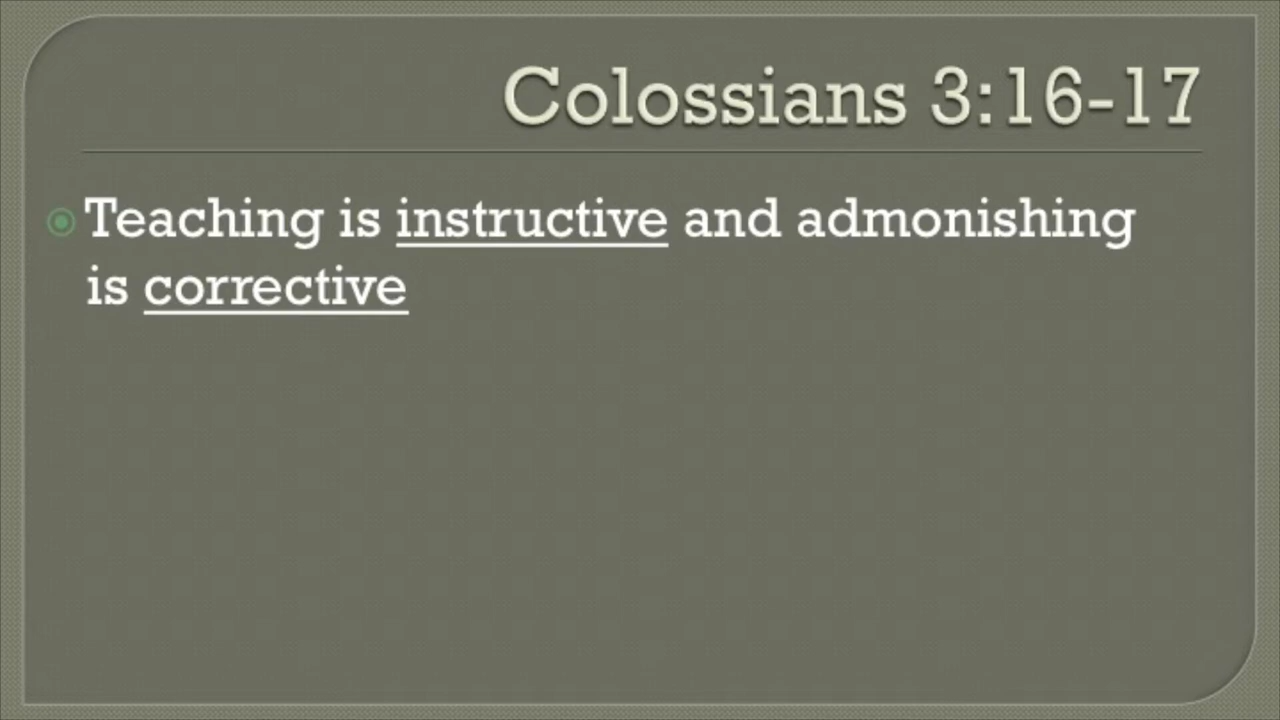 Colossians 3:16-17
Teaching is instructive and admonishing
is corrective